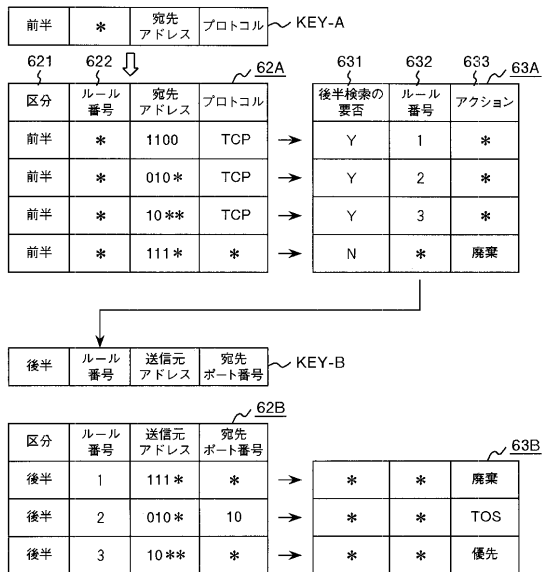 前半 * 宛先アドレス プロトコル KEY-A
621 622 62A 631 632 633 63A
区分 ルール番号 宛先アドレス プロトコル 後半検索の要否 ルール番号 アクション
前半 * 1100 TCP → Y 1 *
前半 * 010* TCP → Y 2 *
前半 * 10** TCP → Y 3 *
前半 * 111* * → N * 廃棄
後半 ルール番号 送信元アドレス 宛先ポート番号 KEY-B
62B
区分 ルール番号 送信元アドレス 宛先ポート番号 63B
後半 1 111* * → * * 廃棄
後半 2 010* 10 → * * TOS
後半 3 10** * → * * 優先